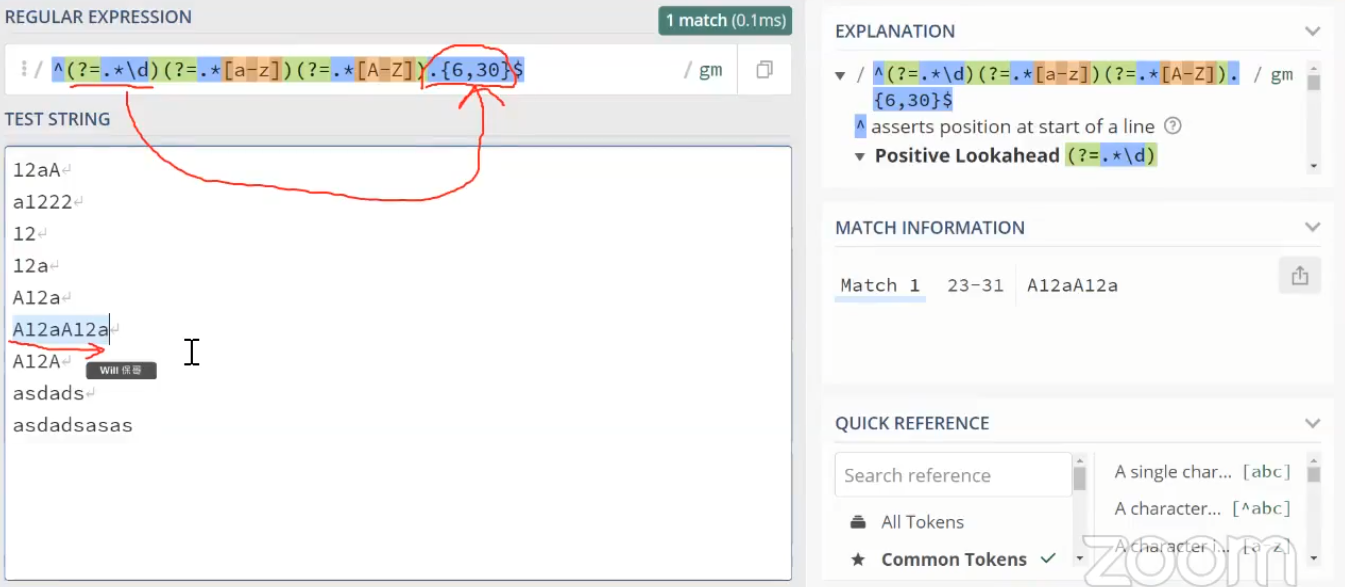 REGULAR EXPRESSION
1 match (0.1ms)
/ ^(?=.*\d)(?=.*[a-z])(?=.*[A-Z]).{6,30}$ / gm
TEST STRING
12aA
a1222
12
12a
A12a
A12aA12a
A12A
Will 保哥
asdads
asdadsasas
EXPLANATION
/ ^(?=.*\d)(?=.*[a-z])(?=.*[A-Z]). / gm
{6,30}$
^ asserts position at start of a line
Positive Lookahead (?=.*\d)
MATCH INFORMATION
Match 1 23-31 A12aA12a
QUICK REFERENCE
Search reference
All Tokens
Common Tokens
A single char... [abc]
A character... [^abc]
A character i... [a-z]
zoom